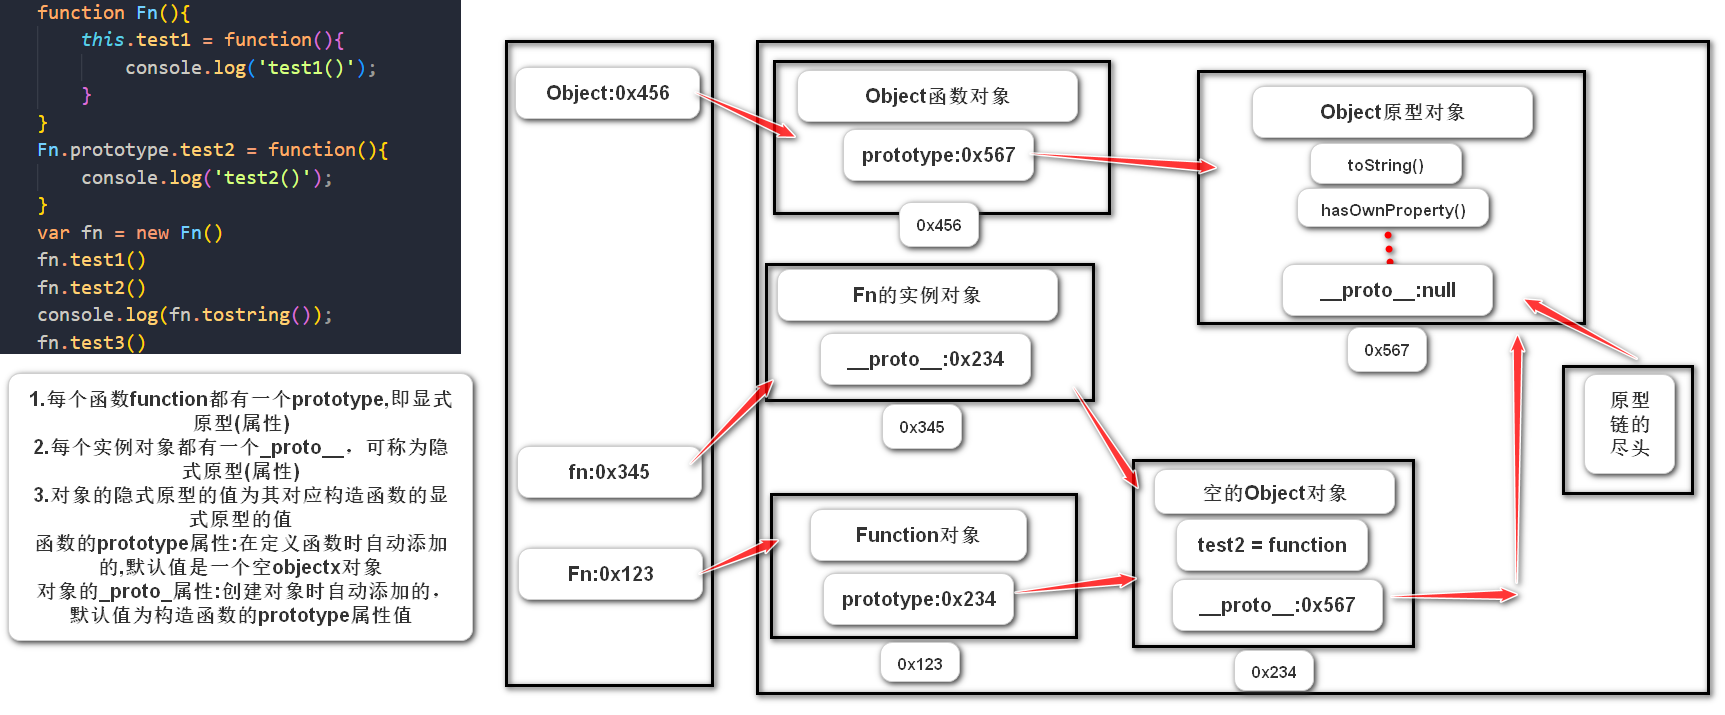 function Fn(){
this.test1 = function(){
console.log('test1()');
}
}
Fn.prototype.test2 = function(){
console.log('test2()');
}
var fn = new Fn()
fn.test1()
fn.test2()
console.log(fn.tostring());
fn.test3()
1.每个函数function都有一个prototype,即显式
原型(属性)
2.每个实例对象都有一个_proto__，可称为隐
式原型(属性)
3.对象的隐式原型的值为其对应构造函数的显
式原型的值
函数的prototype属性:在定义函数时自动添加
的,默认值是一个空objectx对象
对象的_proto_属性:创建对象时自动添加的，
默认值为构造函数的prototype属性值
Object:0x456
fn:0x345
Fn:0x123
Object函数对象
prototype:0x567
0x456
Fn的实例对象
__proto__:0x234
0x345
Function对象
prototype:0x234
0x123
空的Object对象
test2 = function
__proto__:0x567
0x234
Object原型对象
toString()
hasOwnProperty()
__proto__:null
0x567
原型
链的
尽头